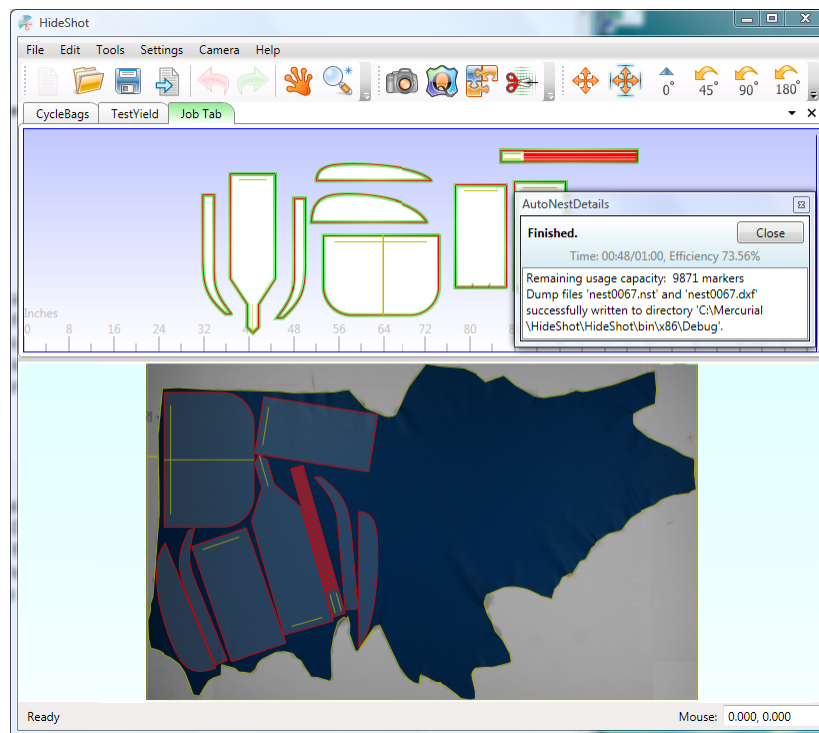 HideShot
File Edit Tools Settings Camera Help
0° 45° 90° 180°
CycleBags TestYield Job Tab
AutoNestDetails
Finished. Close
Time: 00:48/01:00, Efficiency 73.56%
Remaining usage capacity: 9871 markers
Dump files 'nest0067.nst' and 'nest0067.dxf'
successfully written to directory 'C:\Mercurial
\HideShot\HideShot\bin\x86\Debug'.
Inches
0 8 16 24 32 48 56 64 72 80
Ready Mouse: 0.000, 0.000